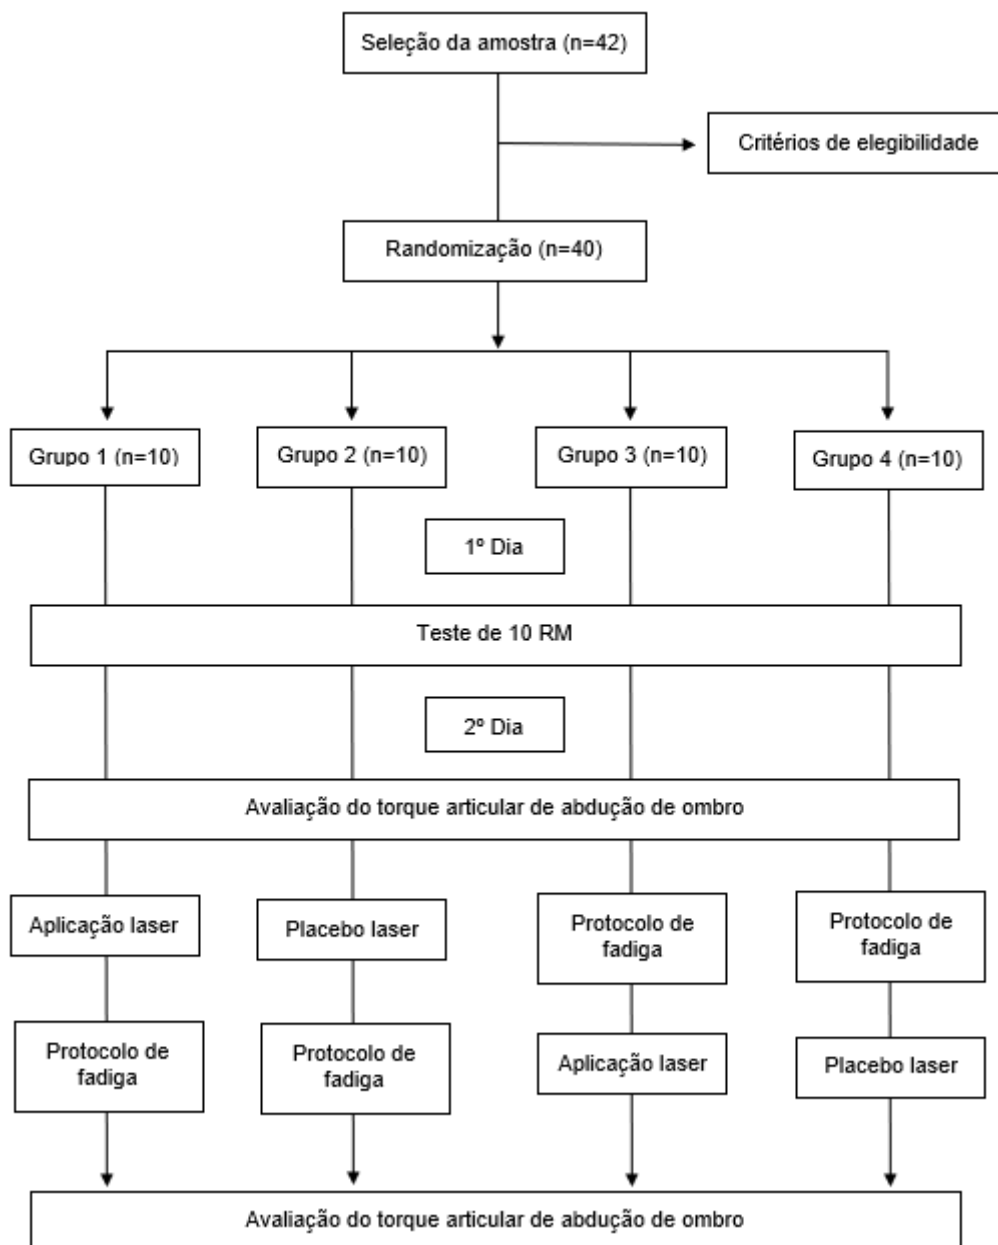 Seleção da amostra (n=42)
Critérios de elegibilidade
Randomização (n=40)
Grupo 1 (n=10)
Grupo 2 (n=10)
Grupo 3 (n=10)
Grupo 4 (n=10)
1º Dia
Teste de 10 RM
2º Dia
Avaliação do torque articular de abdução de ombro
Aplicação laser
Placebo laser
Protocolo de
fadiga
Protocolo de
fadiga
Protocolo de
fadiga
Protocolo de
fadiga
Aplicação laser
Placebo laser
Avaliação do torque articular de abdução de ombro